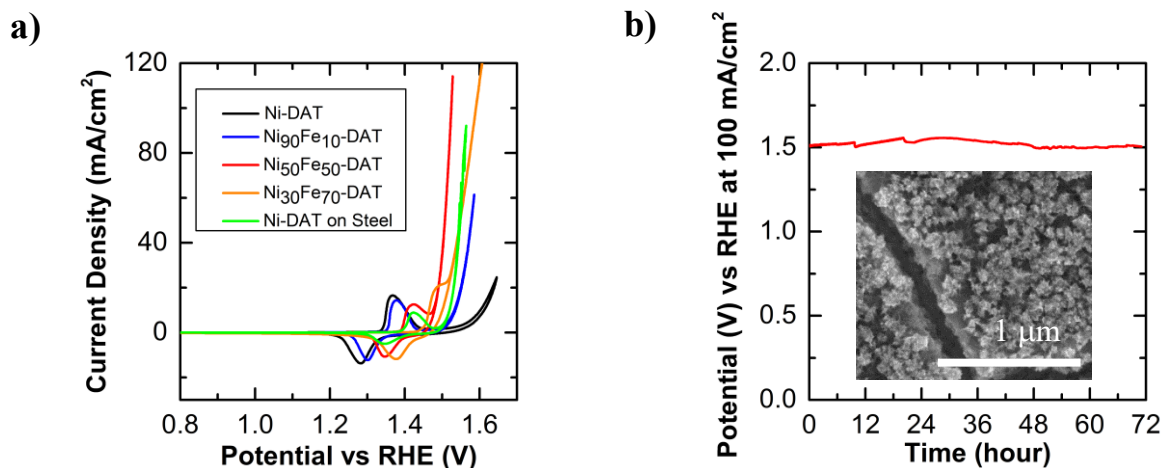 a)
Current Density (mA/cm²)
120
80
40
0
Ni-DAT
Ni₉₀Fe₁₀-DAT
Ni₅₀Fe₅₀-DAT
Ni₃₀Fe₇₀-DAT
Ni-DAT on Steel
0.8 1.0 1.2 1.4 1.6
Potential vs RHE (V)
b)
Potential (V) vs RHE at 100 mA/cm²
2.0
1.5
1.0
0.5
0.0
1 μm
0 12 24 36 48 60 72
Time (hour)